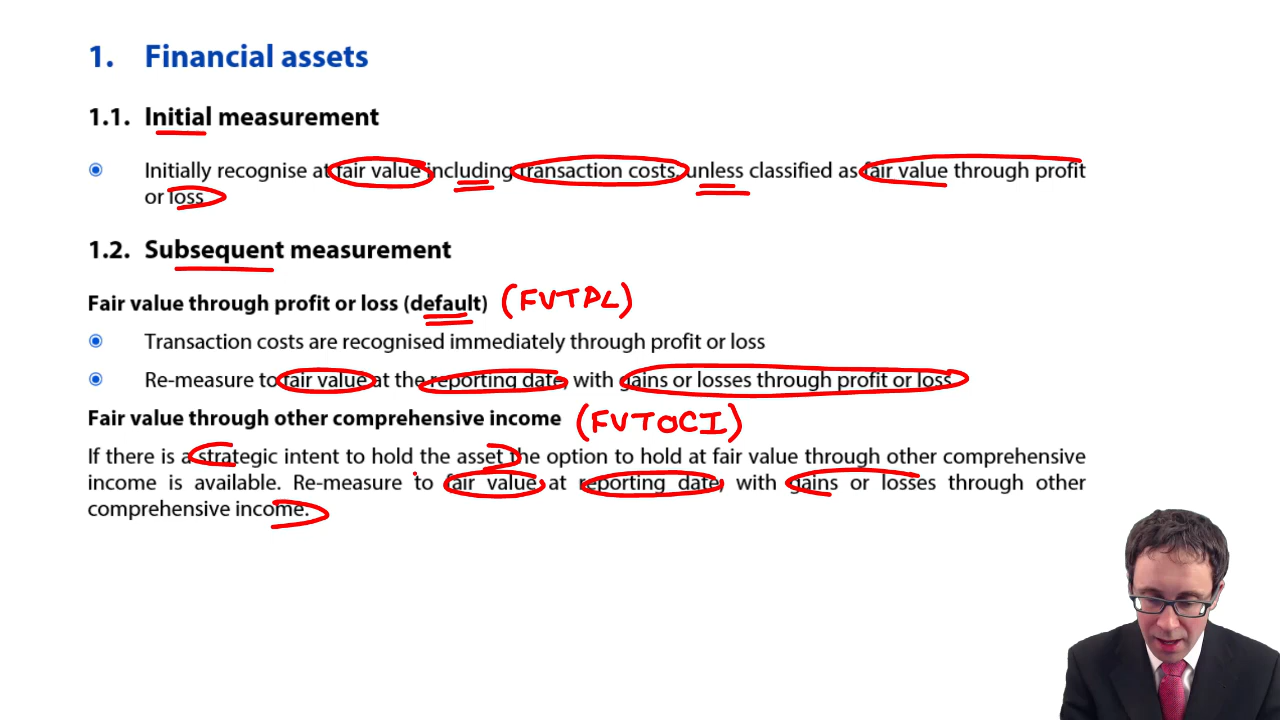 1. Financial assets
1.1. Initial measurement
Initially recognise at fair value including transaction costs, unless classified as fair value through profit
or loss
1.2. Subsequent measurement
Fair value through profit or loss (default) (FVTPL)
Transaction costs are recognised immediately through profit or loss
Re-measure to fair value at the reporting date, with gains or losses through profit or loss
Fair value through other comprehensive income (FVTOCI)
If there is a strategic intent to hold the asset the option to hold at fair value through other comprehensive
income is available. Re-measure to fair value at reporting date, with gains or losses through other
comprehensive income.